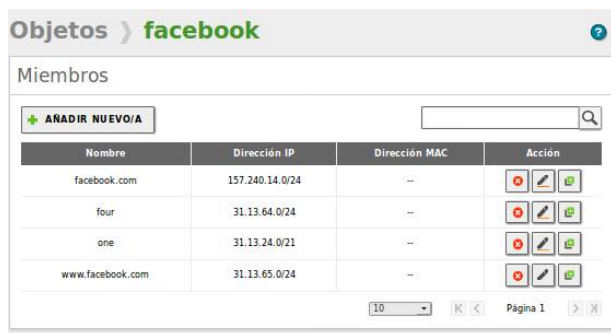 Objetos facebook
?
Miembros
AÑADIR NUEVO/A
Nombre Dirección IP Dirección MAC Acción
facebook.com 157.240.14.0/24 --
four 31.13.64.0/24 --
one 31.13.24.0/21 --
www.facebook.com 31.13.65.0/24 --
10 Página 1